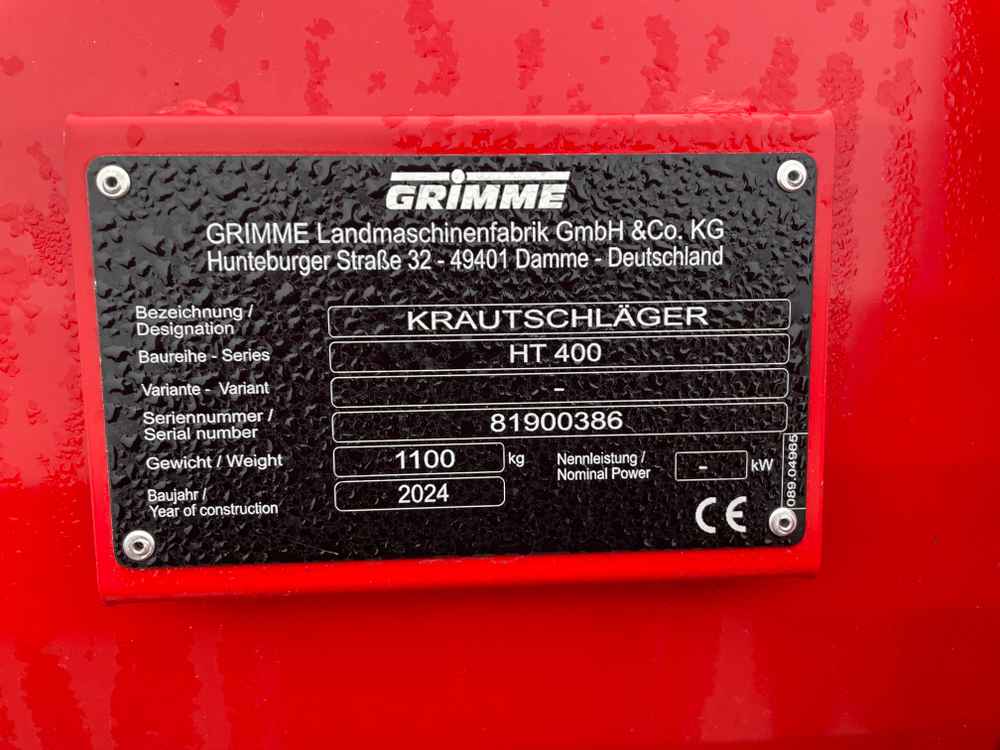 GRIMME
GRIMME Landmaschinenfabrik GmbH &Co. KG
Hunteburger Straße 32 - 49401 Damme - Deutschland
Bezeichnung /
Designation
KRAUTSCHLÄGER
Baureihe - Series
HT 400
Variante - Variant
-
Seriennummer /
Serial number
81900386
Gewicht / Weight
1100 kg
Nennleistung /
Nominal Power
- kW
Baujahr /
Year of construction
2024
CE
089.04965